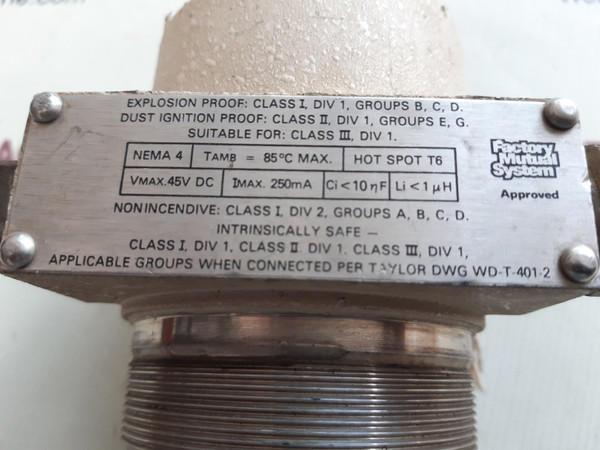 EXPLOSION PROOF: CLASS I, DIV 1, GROUPS B, C, D.
DUST IGNITION PROOF: CLASS II, DIV 1, GROUPS E, G.
SUITABLE FOR: CLASS III, DIV 1.
NEMA 4 TAMB = 85°C MAX. HOT SPOT T6
VMAX. 45V DC IMAX. 250mA Ci < 10 ηF Li < 1 μH
Factory
Mutual
System
Approved
NONINCENDIVE: CLASS I, DIV 2, GROUPS A, B, C, D.
INTRINSICALLY SAFE –
CLASS I, DIV 1, CLASS II. DIV 1. CLASS III, DIV 1,
APPLICABLE GROUPS WHEN CONNECTED PER TAYLOR DWG WD-T-401-2